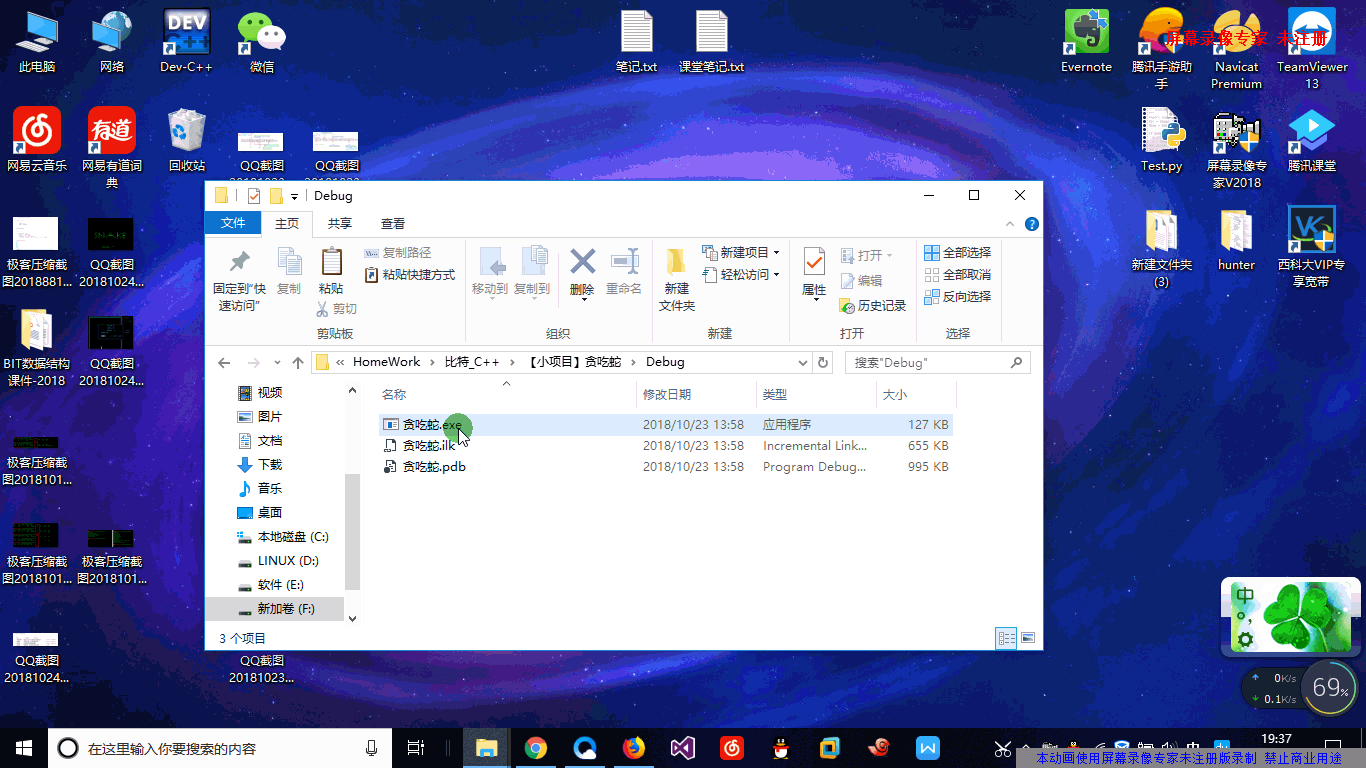 此电脑
网络
DEV
C++
Dev-C++
微信
笔记.txt
课堂笔记.txt
Evernote
腾讯手游助
手
Navicat
Premium
TeamViewer
13
屏幕录像专家 未注册
网易云音乐
有道
网易有道词
典
回收站
QQ截图
QQ截图
Test.py
屏幕录像专
家V2018
腾讯课堂
极客压缩截
图2018881...
QQ截图
20181024...
新建文件夹
(3)
hunter
VK
西科大VIP专
享宽带
BIT数据结构
课件-2018
QQ截图
20181024...
极客压缩截
图2018101...
极客压缩截
图2018101...
极客压缩截
图2018101...
QQ截图
20181024...
QQ截图
20181023...
Debug
文件
主页
共享
查看
固定到"快
速访问"
复制
粘贴
复制路径
粘贴快捷方式
剪切
剪贴板
移动到
复制到
删除
重命名
组织
新建
文件夹
新建项目
轻松访问
新建
属性
打开
编辑
历史记录
打开
全部选择
全部取消
反向选择
选择
« HomeWork › 比特_C++ › 【小项目】贪吃蛇 › Debug
搜索"Debug"
视频
图片
文档
下载
音乐
桌面
本地磁盘 (C:)
LINUX (D:)
软件 (E:)
新加卷 (F:)
名称 修改日期 类型 大小
贪吃蛇.exe 2018/10/23 13:58 应用程序 127 KB
贪吃蛇.ilk 2018/10/23 13:58 Incremental Link... 655 KB
贪吃蛇.pdb 2018/10/23 13:58 Program Debug... 995 KB
3 个项目
中
0K/s
0.1K/s
69%
在这里输入你要搜索的内容
19:37
本动画使用屏幕录像专家未注册版录制 禁止商业用途